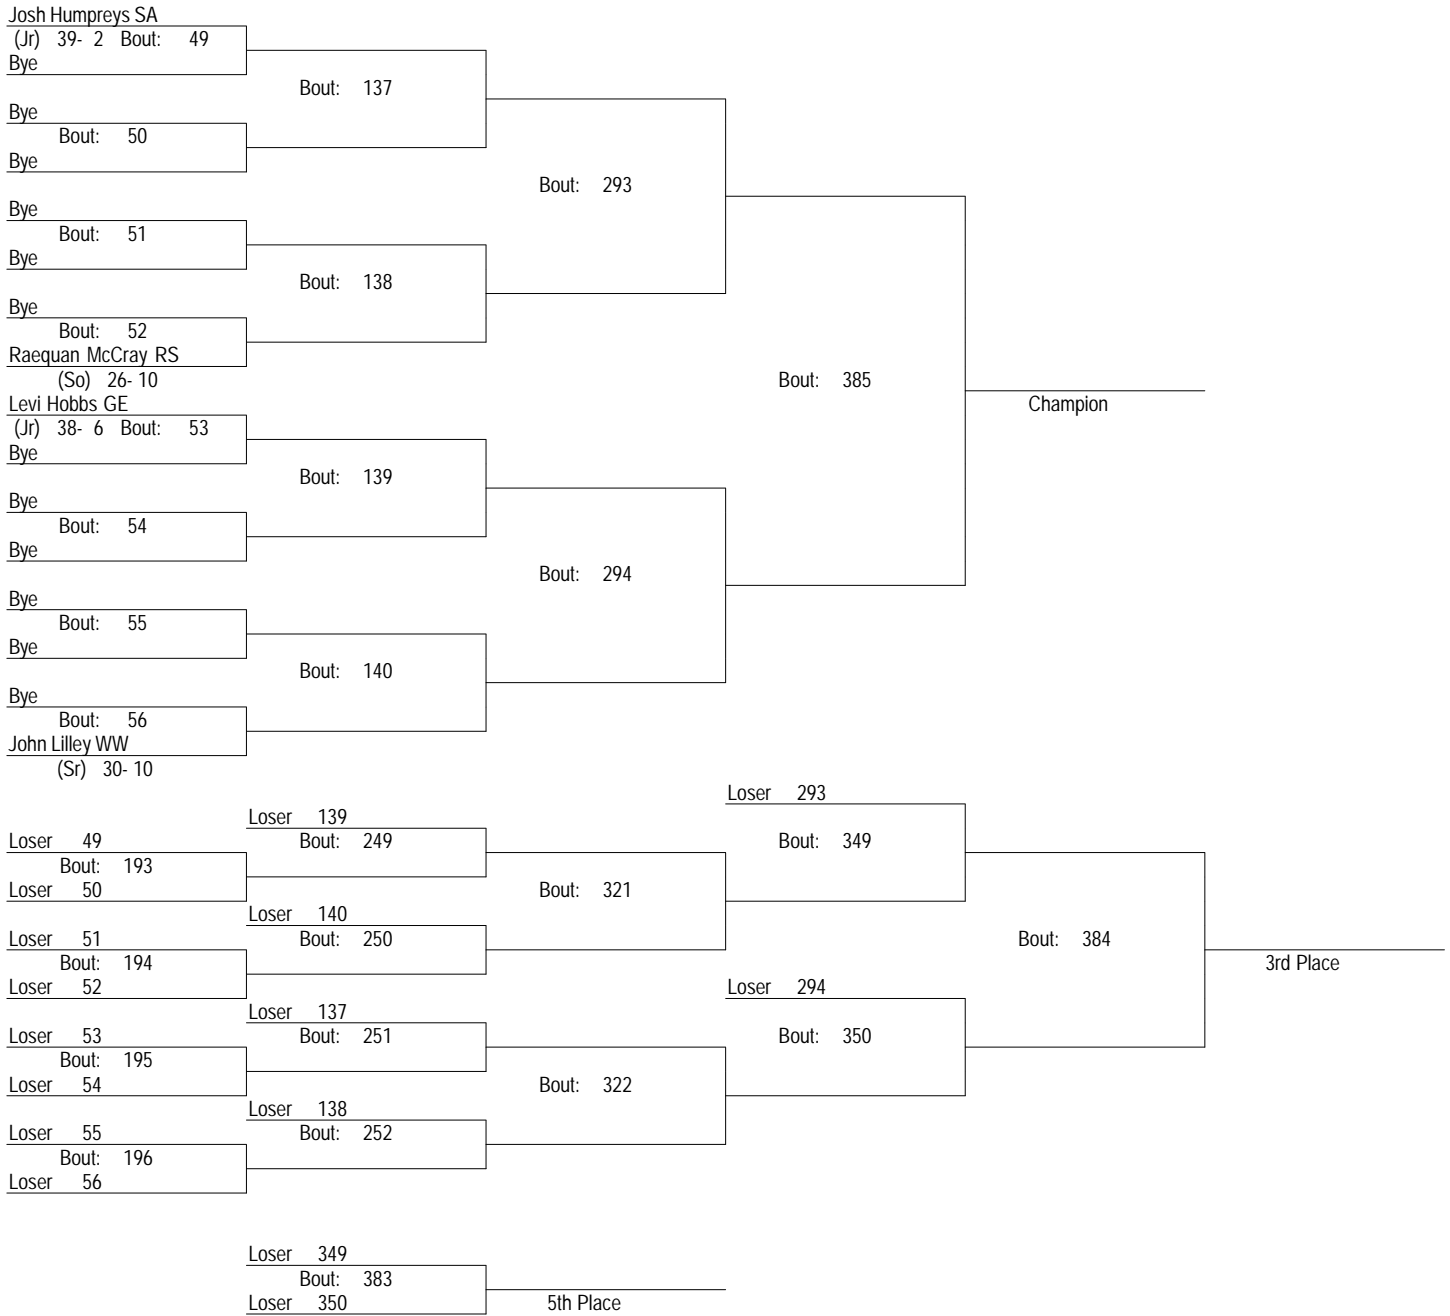 Josh Humpreys SA
(Jr) 39- 2 Bout: 49
Bye
Bout: 137
Bye
Bout: 50
Bye
Bout: 293
Bye
Bout: 51
Bye
Bout: 138
Bye
Bout: 52
Raequan McCray RS
(So) 26- 10
Bout: 385
Levi Hobbs GE
Champion
(Jr) 38- 6 Bout: 53
Bye
Bout: 139
Bye
Bout: 54
Bye
Bout: 294
Bye
Bout: 55
Bye
Bout: 140
Bye
Bout: 56
John Lilley WW
(Sr) 30- 10
Loser 293
Loser 139
Loser 49
Bout: 249
Bout: 349
Bout: 193
Loser 50
Bout: 321
Loser 140
Loser 51
Bout: 250
Bout: 384
Bout: 194
3rd Place
Loser 52
Loser 294
Loser 137
Loser 53
Bout: 251
Bout: 350
Bout: 195
Loser 54
Bout: 322
Loser 138
Loser 55
Bout: 252
Bout: 196
Loser 56
Loser 349
Bout: 383
Loser 350
5th Place